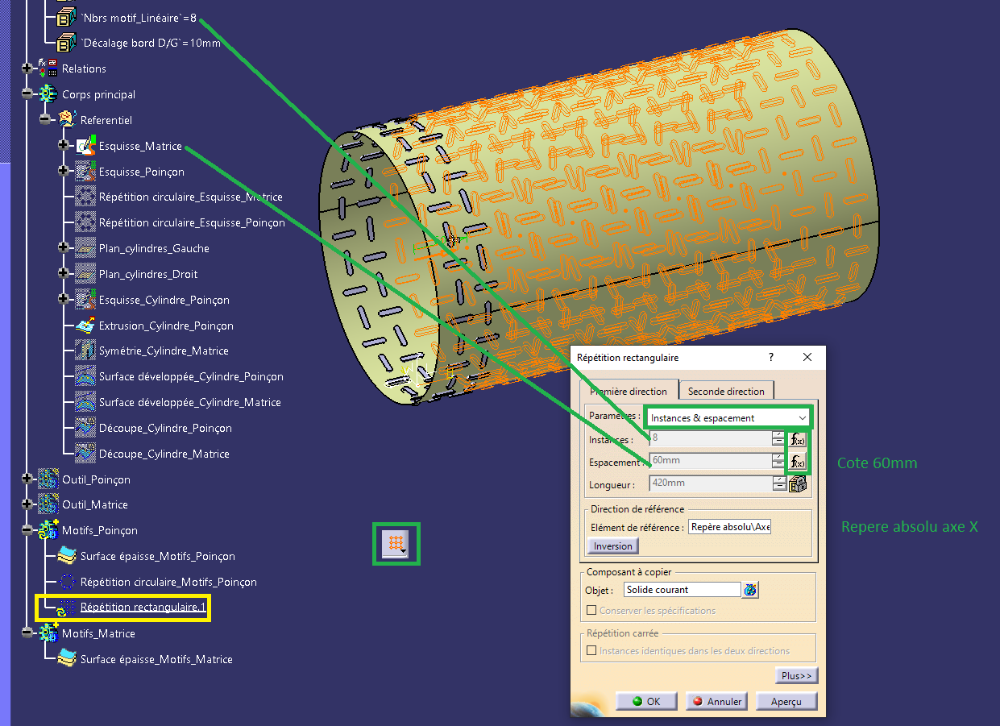 `Nbrs motif_Linéaire`=8
`Décalage bord D/G`=10mm
Relations
Corps principal
Referentiel
Esquisse_Matrice
Esquisse_Poinçon
Répétition circulaire_Esquisse_Matrice
Répétition circulaire_Esquisse_Poinçon
Plan_cylindres_Gauche
Plan_cylindres_Droit
Esquisse_Cylindre_Poinçon
Extrusion_Cylindre_Poinçon
Symétrie_Cylindre_Matrice
Surface développée_Cylindre_Poinçon
Surface développée_Cylindre_Matrice
Découpe_Cylindre_Poinçon
Découpe_Cylindre_Matrice
Outil_Poinçon
Outil_Matrice
Motifs_Poinçon
Surface épaisse_Motifs_Poinçon
Répétition circulaire_Motifs_Poinçon
Répétition rectangulaire.1
Motifs_Matrice
Surface épaisse_Motifs_Matrice
Répétition rectangulaire ?
Première direction Seconde direction
Paramètres : Instances & espacement
Instances : 8 f(x)
Espacement : 60mm f(x)
Longueur : 420mm
Direction de référence
Elément de référence : Repère absolu\Axe
Inversion
Composant à copier
Objet : Solide courant
Conserver les spécifications
Répétition carrée
Instances identiques dans les deux directions
Plus>>
OK Annuler Aperçu
Cote 60mm
Repere absolu axe X